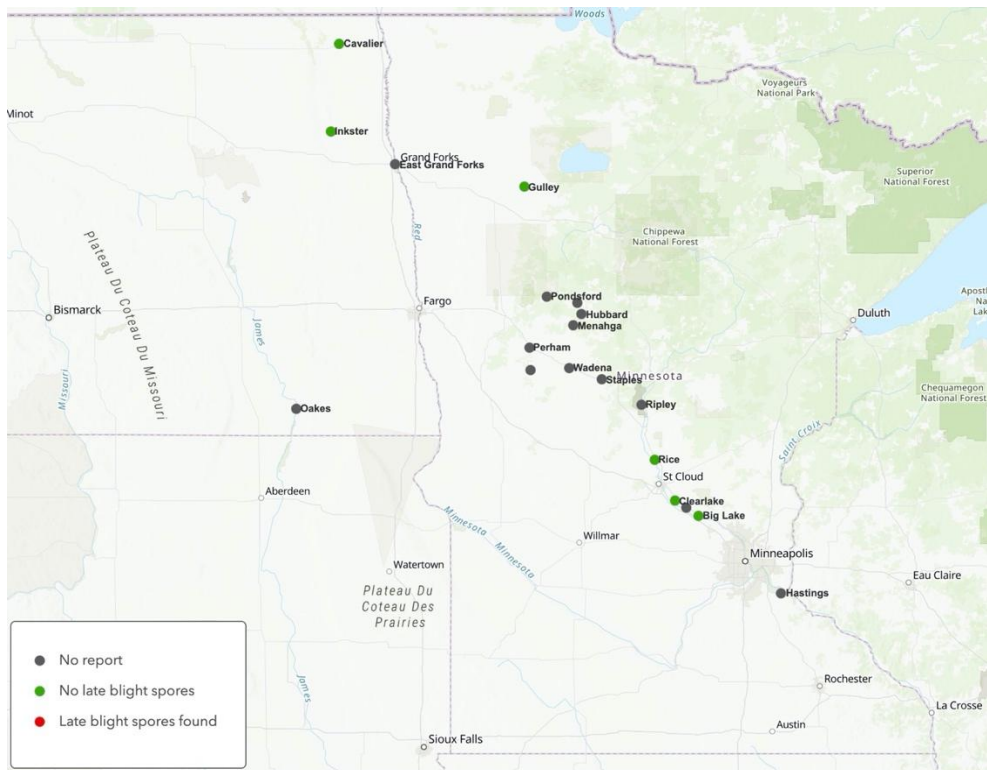 Woods
Cavalier
Voyageurs
National Park
Minot
Inkster
Grand Forks
East Grand Forks
Superior
National Forest
Gulley
Red
Chippewa
National Forest
Plateau Du Coteau Du Missouri
Pondsford
Hubbard
Menahga
Fargo
Bismarck
James
Duluth
Apost
Na
Lak
Perham
Wadena
Staples
Minnesota
Missouri
Chequamegon
National Forest
Ripley
Oakes
Saint Croix
Rice
St Cloud
Aberdeen
Clearlake
Big Lake
Minnesota
Minnesota
Willmar
Minneapolis
Watertown
Eau Claire
Plateau Du
Coteau Des
Prairies
Hastings
No report
No late blight spores
Late blight spores found
James
Rochester
La Crosse
Austin
Sioux Falls